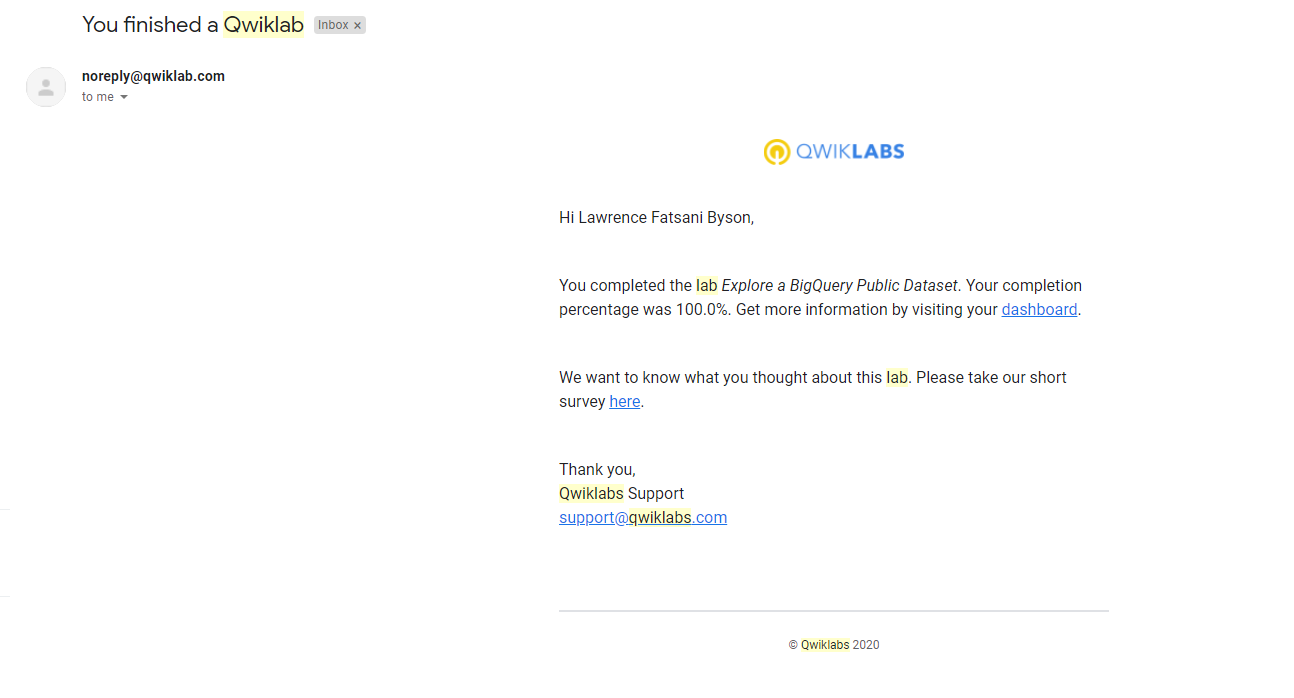 You finished a Qwiklab Inbox ×
noreply@qwiklab.com
to me
QWIKLABS
Hi Lawrence Fatsani Byson,
You completed the lab Explore a BigQuery Public Dataset. Your completion
percentage was 100.0%. Get more information by visiting your dashboard.
We want to know what you thought about this lab. Please take our short
survey here.
Thank you,
Qwiklabs Support
support@qwiklabs.com
© Qwiklabs 2020